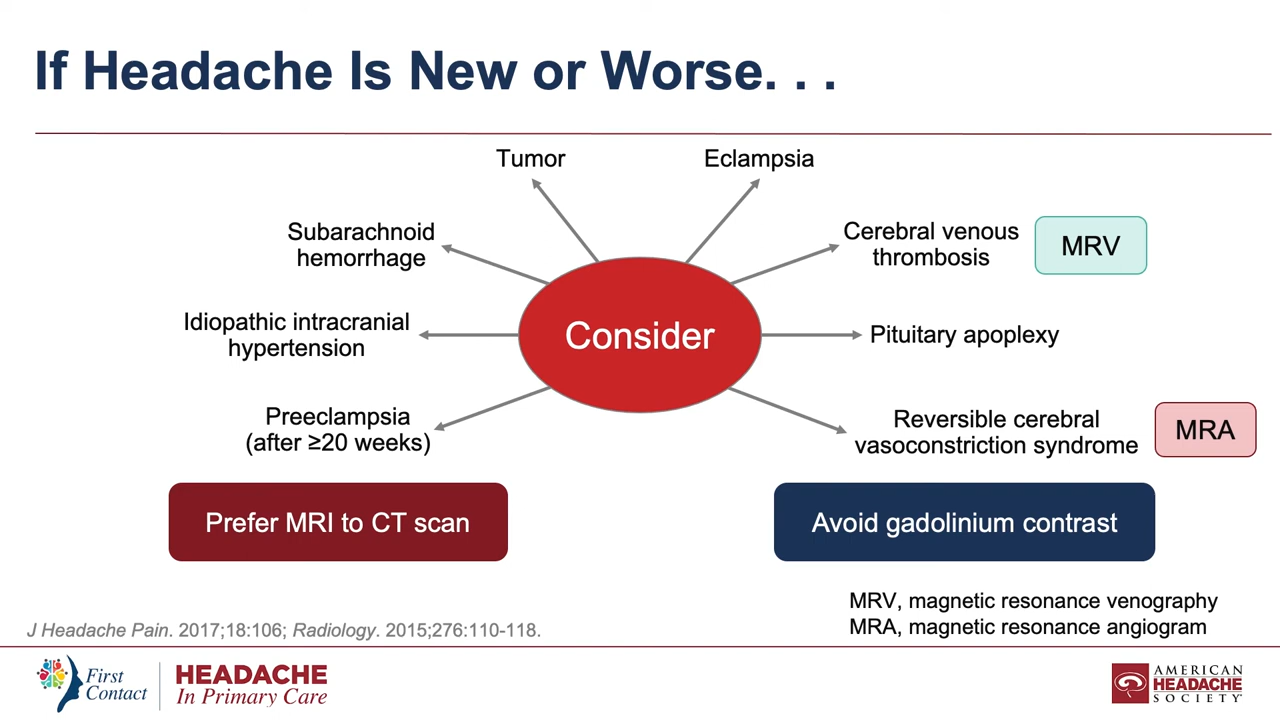 If Headache Is New or Worse. . .
Tumor
Eclampsia
Subarachnoid
hemorrhage
Cerebral venous
thrombosis
MRV
Idiopathic intracranial
hypertension
Consider
Pituitary apoplexy
Preeclampsia
(after ≥20 weeks)
Reversible cerebral
vasoconstriction syndrome
MRA
Prefer MRI to CT scan
Avoid gadolinium contrast
MRV, magnetic resonance venography
MRA, magnetic resonance angiogram
J Headache Pain. 2017;18:106; Radiology. 2015;276:110-118.
First
Contact
HEADACHE
In Primary Care
AMERICAN
HEADACHE
SOCIETY